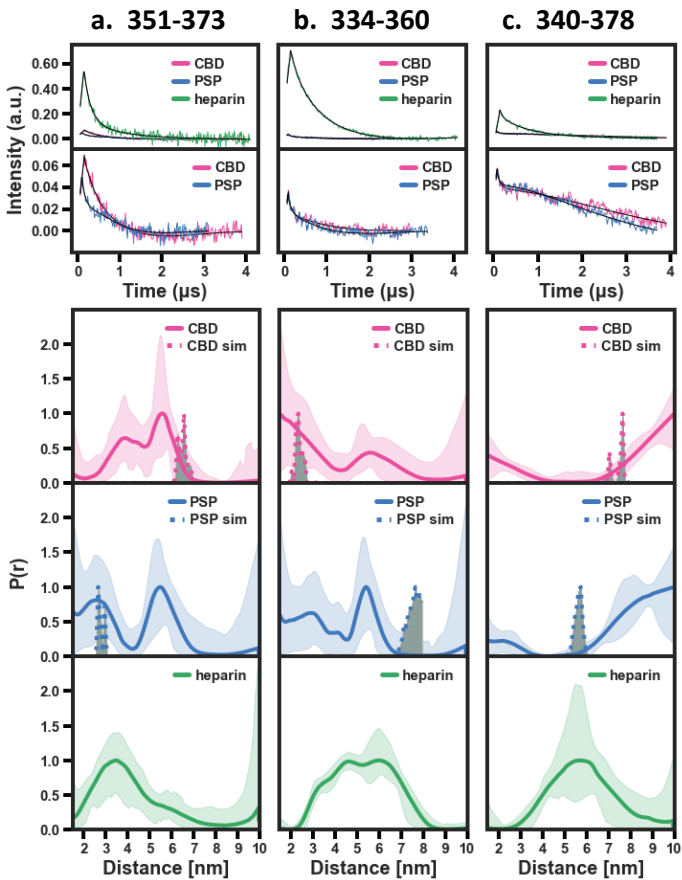 a. 351-373 b. 334-360 c. 340-378
Intensity (a.u.)
0.60
0.40
0.20
0.00
CBD
PSP
heparin
CBD
PSP
heparin
CBD
PSP
heparin
0.06
0.04
0.02
0.00
CBD
PSP
CBD
PSP
CBD
PSP
0 1 2 3 4
0 1 2 3 4
0 1 2 3 4
Time (µs)
Time (µs)
Time (µs)
P(r)
2.0
1.5
1.0
0.5
0.0
CBD
CBD sim
CBD
CBD sim
CBD
CBD sim
2.0
1.5
1.0
0.5
0.0
PSP
PSP sim
PSP
PSP sim
PSP
PSP sim
2.0
1.5
1.0
0.5
0.0
heparin
heparin
heparin
2 3 4 5 6 7 8 9 10
2 3 4 5 6 7 8 9 10
2 3 4 5 6 7 8 9 10
Distance [nm]
Distance [nm]
Distance [nm]